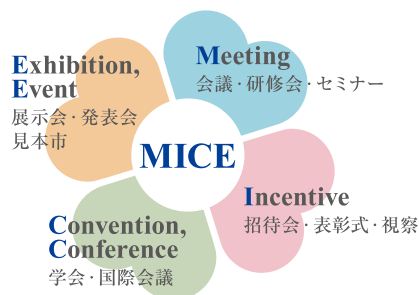 MICE
Meeting
会議・研修会・セミナー
Incentive
招待会・表彰式・視察
Convention,
Conference
学会・国際会議
Exhibition,
Event
展示会・発表会
見本市